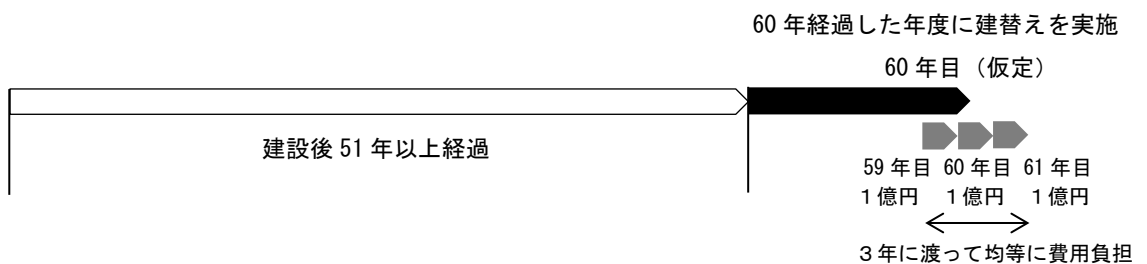 60 年経過した年度に建替えを実施
60 年目（仮定）
建設後 51 年以上経過
59 年目 60 年目 61 年目
１億円 １億円 １億円
３年に渡って均等に費用負担